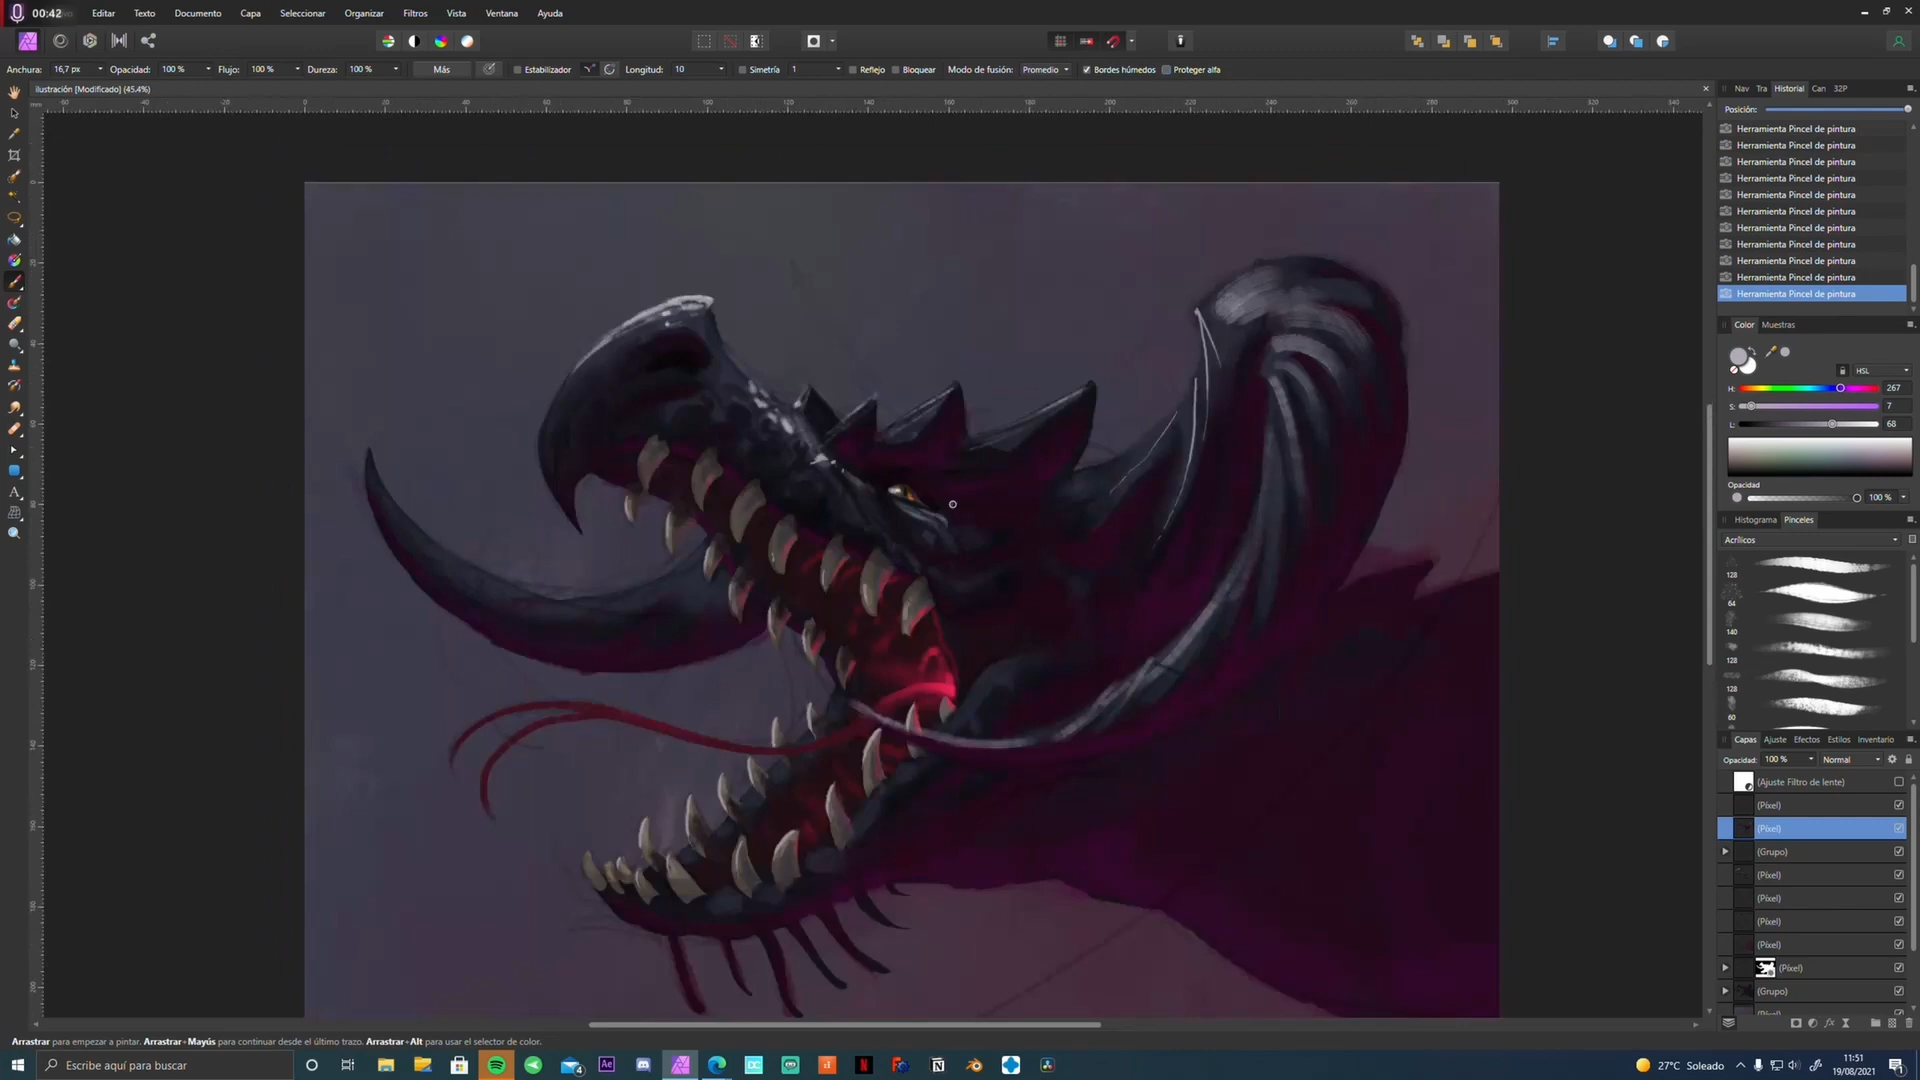 00:42
Editar Texto Documento Capa Seleccionar Organizar Filtros Vista Ventana Ayuda
Anchura: 16,7 px Opacidad: 100 % Flujo: 100 % Dureza: 100 % Más Estabilizador Longitud: 10 Simetría 1 Reflejo Bloquear Modo de fusión: Promedio Bordes húmedos Proteger alfa
ilustración [Modificado] (45.4%)
Nav Tra Historial Can 32P
Posición:
Herramienta Pincel de pintura
Herramienta Pincel de pintura
Herramienta Pincel de pintura
Herramienta Pincel de pintura
Herramienta Pincel de pintura
Herramienta Pincel de pintura
Herramienta Pincel de pintura
Herramienta Pincel de pintura
Herramienta Pincel de pintura
Herramienta Pincel de pintura
Herramienta Pincel de pintura
Color Muestras
HSL
H: 267
S: 7
L: 68
Opacidad
100 %
Histograma Pinceles
Acrílicos
128
64
140
128
128
60
Capas Ajuste Efectos Estilos Inventario
Opacidad: 100 % Normal
(Ajuste Filtro de lente)
(Píxel)
(Píxel)
(Grupo)
(Píxel)
(Píxel)
(Píxel)
(Píxel)
(Píxel)
(Grupo)
Arrastrar para empezar a pintar. Arrastrar+Mayús para continuar desde el último trazo. Arrastrar+Alt para usar el selector de color.
Escribe aquí para buscar
27°C Soleado
11:51
19/08/2021